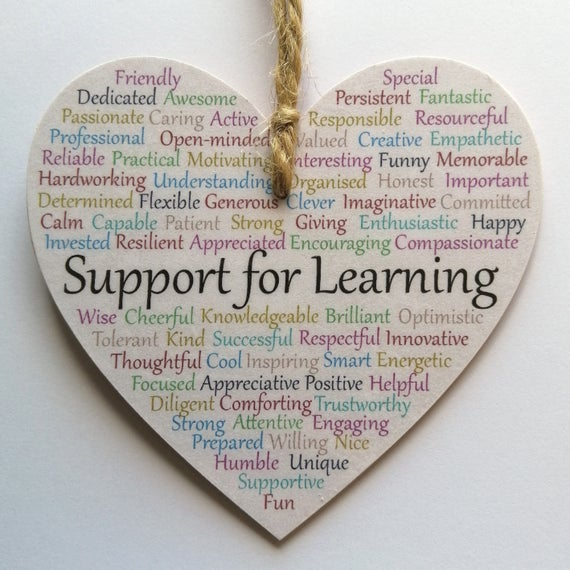 Friendly Special
Dedicated Awesome Persistent Fantastic
Passionate Caring Active Responsible Resourceful
Professional Open-minded Valued Creative Empathetic
Reliable Practical Motivating Interesting Funny Memorable
Hardworking Understanding Organised Honest Important
Determined Flexible Generous Clever Imaginative Committed
Calm Capable Patient Strong Giving Enthusiastic Happy
Invested Resilient Appreciated Encouraging Compassionate
Support for Learning
Wise Cheerful Knowledgeable Brilliant Optimistic
Tolerant Kind Successful Respectful Innovative
Thoughtful Cool Inspiring Smart Energetic
Focused Appreciative Positive Helpful
Diligent Comforting Trustworthy
Strong Attentive Engaging
Prepared Willing Nice
Humble Unique
Supportive
Fun